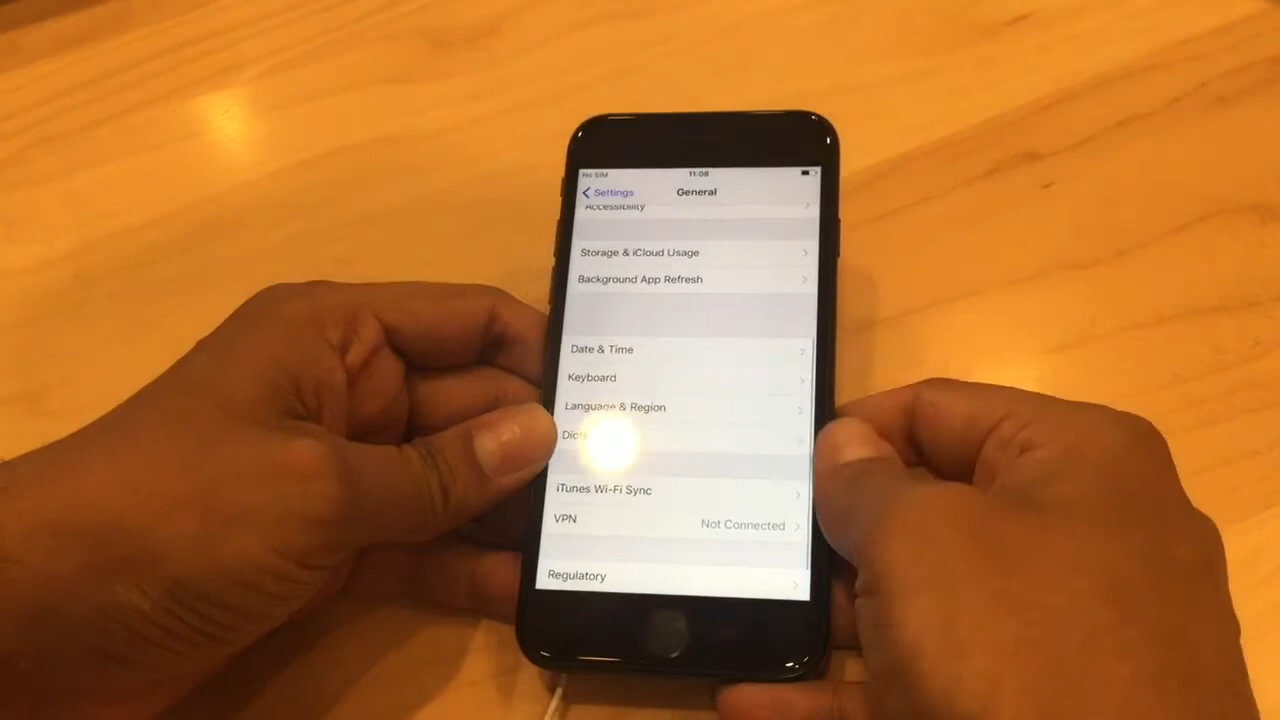 No SIM 11:08
Settings General
Accessibility
Storage & iCloud Usage
Background App Refresh
Date & Time
Keyboard
Language & Region
iTunes Wi-Fi Sync
VPN Not Connected
Regulatory